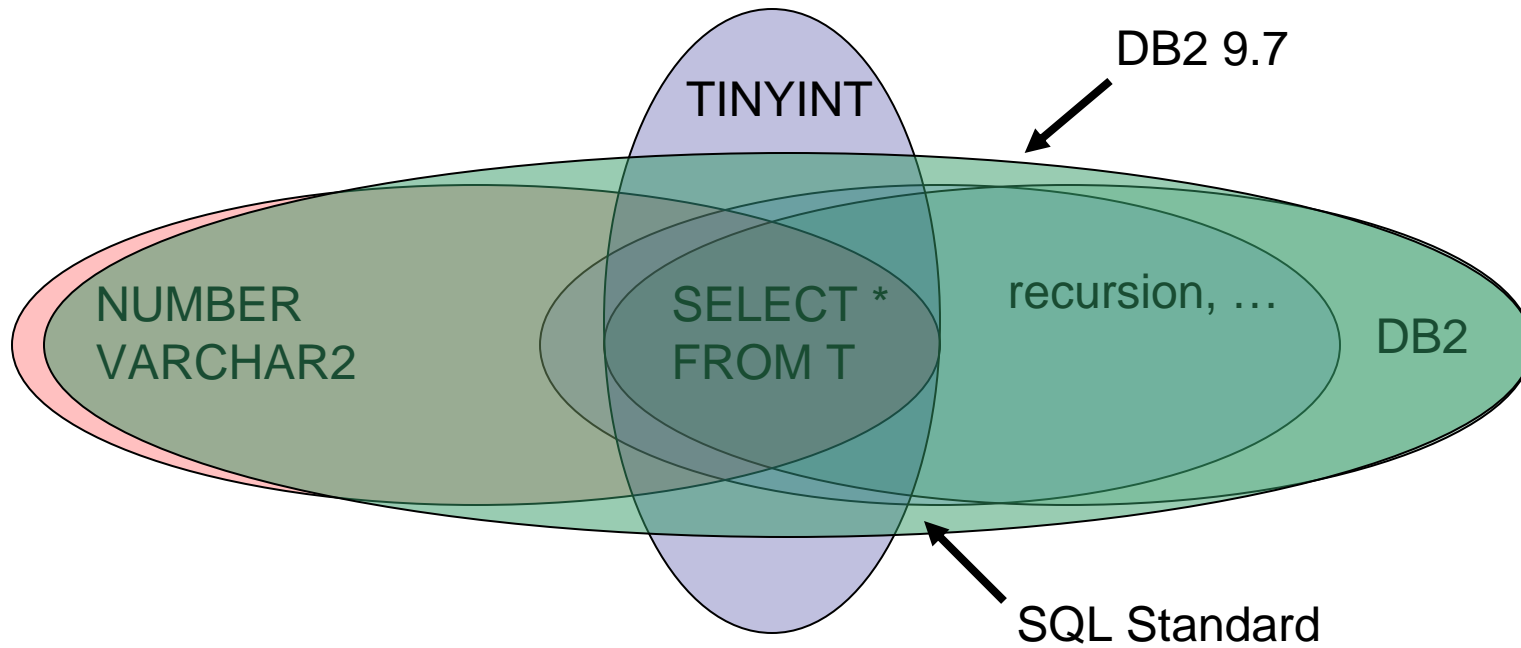 DB2 9.7
TINYINT
NUMBER
VARCHAR2
SELECT *
FROM T
recursion, …
DB2
SQL Standard